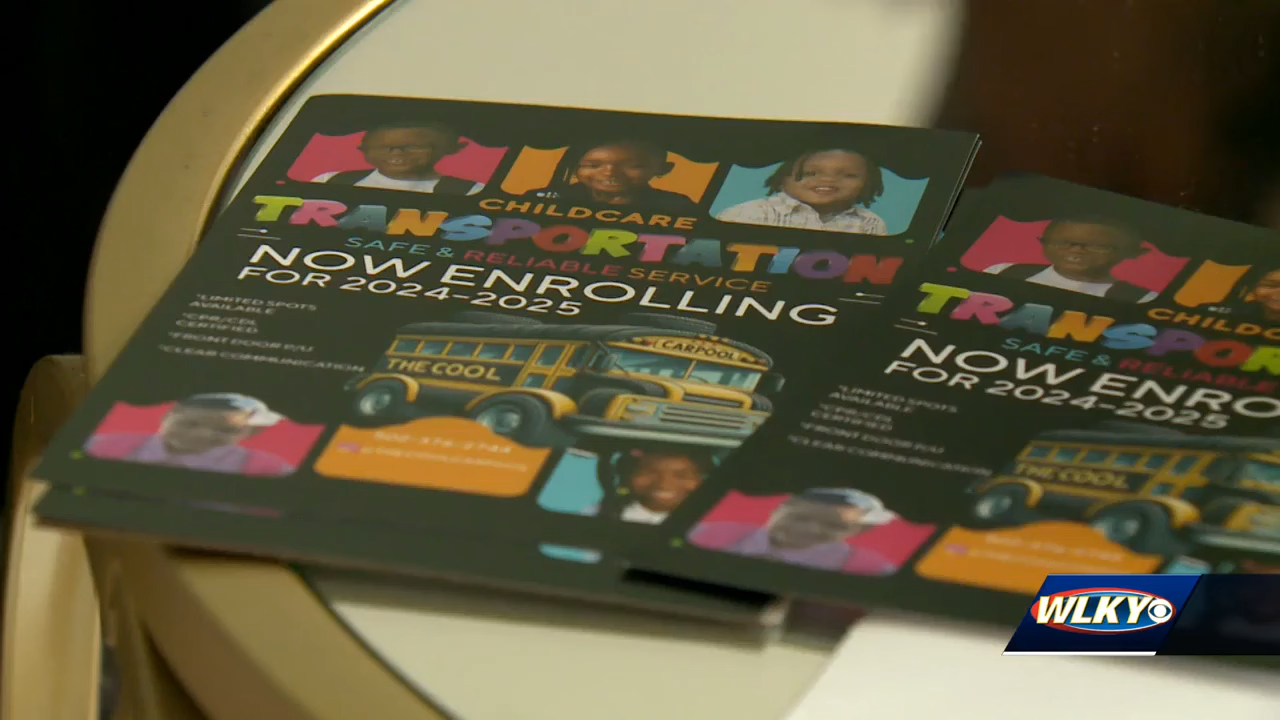 CHILDCARE
TRANSPORTATION
SAFE & RELIABLE SERVICE
NOW ENROLLING
FOR 2024-2025
*LIMITED SPOTS
AVAILABLE
*CPR/CDL
CERTIFIED
*FRONT DOOR P/U
*CLEAR COMMUNICATION
CARPOOL
THE COOL
CHILDC
TRANSPOR
SAFE & RELIABLE
NOW ENRO
FOR 2024-2025
*LIMITED SPOTS
AVAILABLE
*CPR/CDL
CERTIFIED
*FRONT DOOR P/U
*CLEAR COMMUNICATION
THE COOL
WLKY